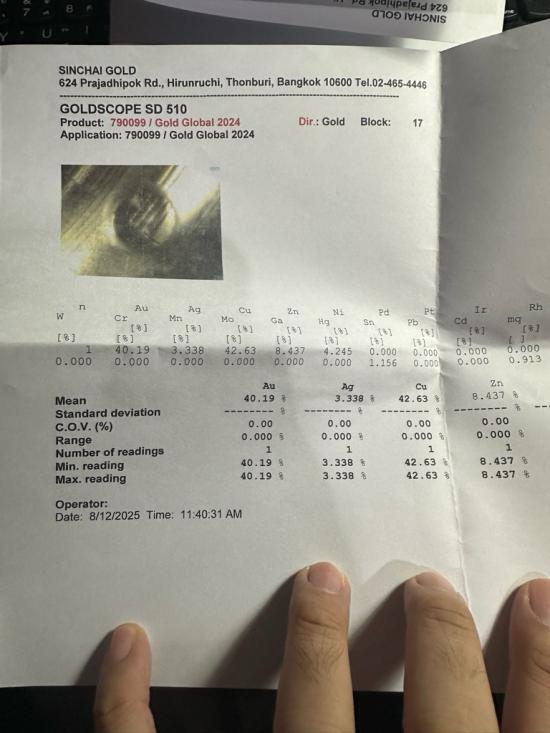 SINCHAI GOLD
624 Prajadhipok Rd
SINCHAI GOLD
624 Prajadhipok Rd., Hirunruchi, Thonburi, Bangkok 10600 Tel.02-465-4446
GOLDSCOPE SD 510
Product: 790099 / Gold Global 2024 Dir.: Gold Block: 17
Application: 790099 / Gold Global 2024
n Au Ag Cu Zn Ni Pd Pt Ir Rh
W Cr Mn Mo Ga Hg Sn Pb Cd mq
[%] [%] [%] [%] [%] [%] [%] [%] [%]
[%] [%] [%] [%] [%] [%] [%] [%] [%] [ ]
1 40.19 3.338 42.63 8.437 4.245 0.000 0.000 0.000 0.000
0.000 0.000 0.000 0.000 0.000 0.000 1.156 0.000 0.000 0.913
Au Ag Cu Zn
Mean 40.19 % 3.338 % 42.63 % 8.437 %
Standard deviation -------- % -------- % -------- % -------- %
C.O.V. (%) 0.00 0.00 0.00 0.00
Range 0.000 % 0.000 % 0.000 % 0.000 %
Number of readings 1 1 1 1
Min. reading 40.19 % 3.338 % 42.63 % 8.437 %
Max. reading 40.19 % 3.338 % 42.63 % 8.437 %
Operator:
Date: 8/12/2025 Time: 11:40:31 AM